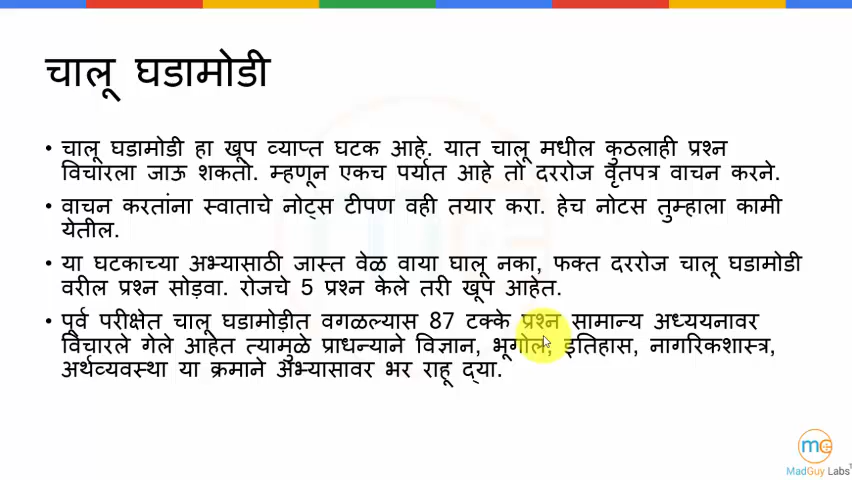 चालू घडामोडी
• चालू घडामोडी हा खूप व्याप्त घटक आहे. यात चालू मधील कुठलाही प्रश्न
विचारला जाऊ शकतो. म्हणून एकच पर्यात आहे तो दररोज वृतपत्र वाचन करने.
• वाचन करतांना स्वाताचे नोट्स टीपण वही तयार करा. हेच नोटस तुम्हाला कामी
येतील.
• या घटकाच्या अभ्यासाठी जास्त वेळ वाया घालू नका, फक्त दररोज चालू घडामोडी
वरील प्रश्न सोड़वा. रोजचे 5 प्रश्न केले तरी खूप आहेत.
• पूर्व परीक्षेत चालू घडामोड़ीत वगळल्यास 87 टक्के प्रश्न सामान्य अध्ययनावर
विचारले गेले आहेत त्यामुळे प्राधन्याने विज्ञान, भूगोल, इतिहास, नागरिकशास्त्र,
अर्थव्यवस्था या क्रमाने अभ्यासावर भर राहू द्या.
me
MadGuy Labs